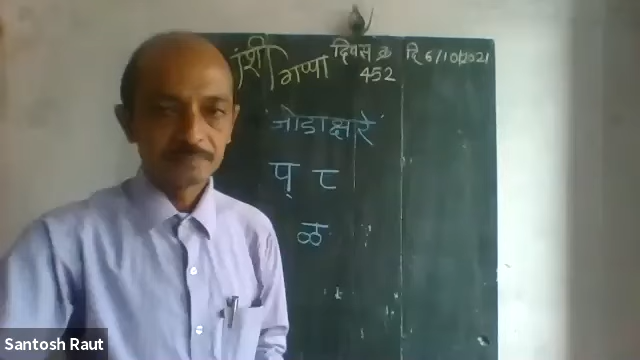 गप्पा दिवस क्र 452 दि 6/10/2021
जोडाक्षरे
प्
ळ
Santosh Raut